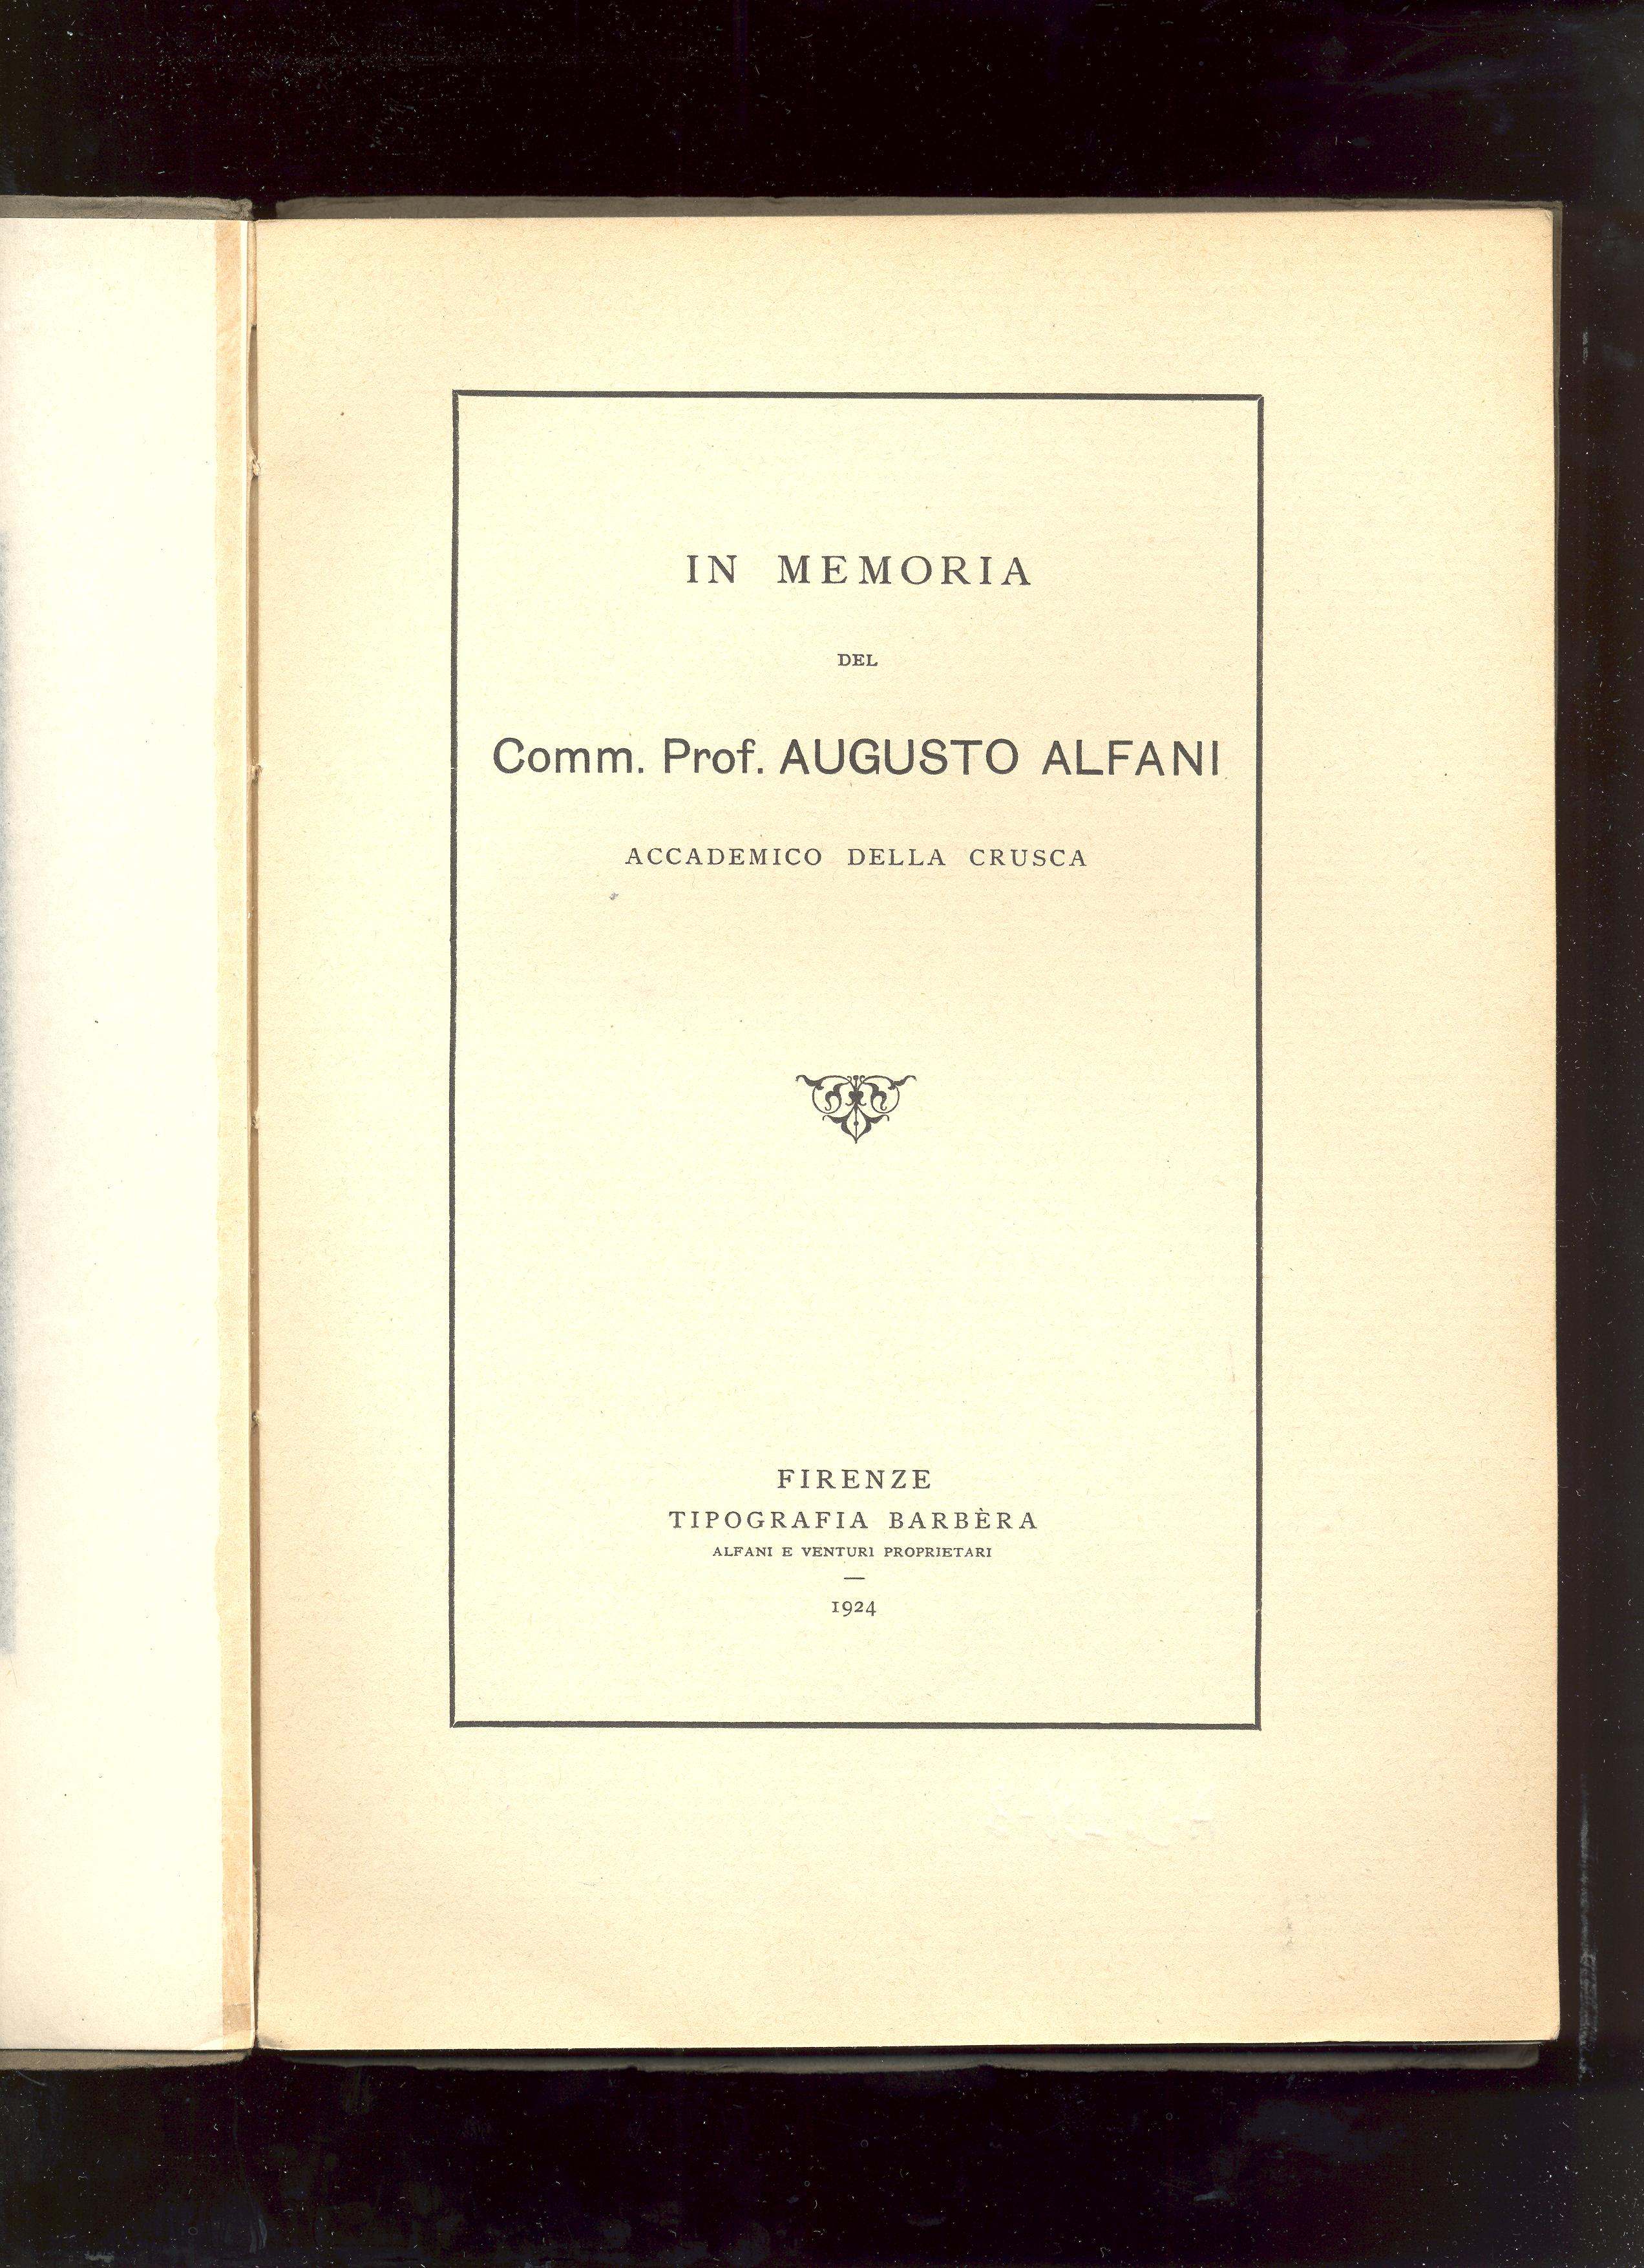 IN MEMORIA
DEL
Comm. Prof. AUGUSTO ALFANI
ACCADEMICO DELLA CRUSCA
FIRENZE
TIPOGRAFIA BARBÈRA
ALFANI E VENTURI PROPRIETARI
1924